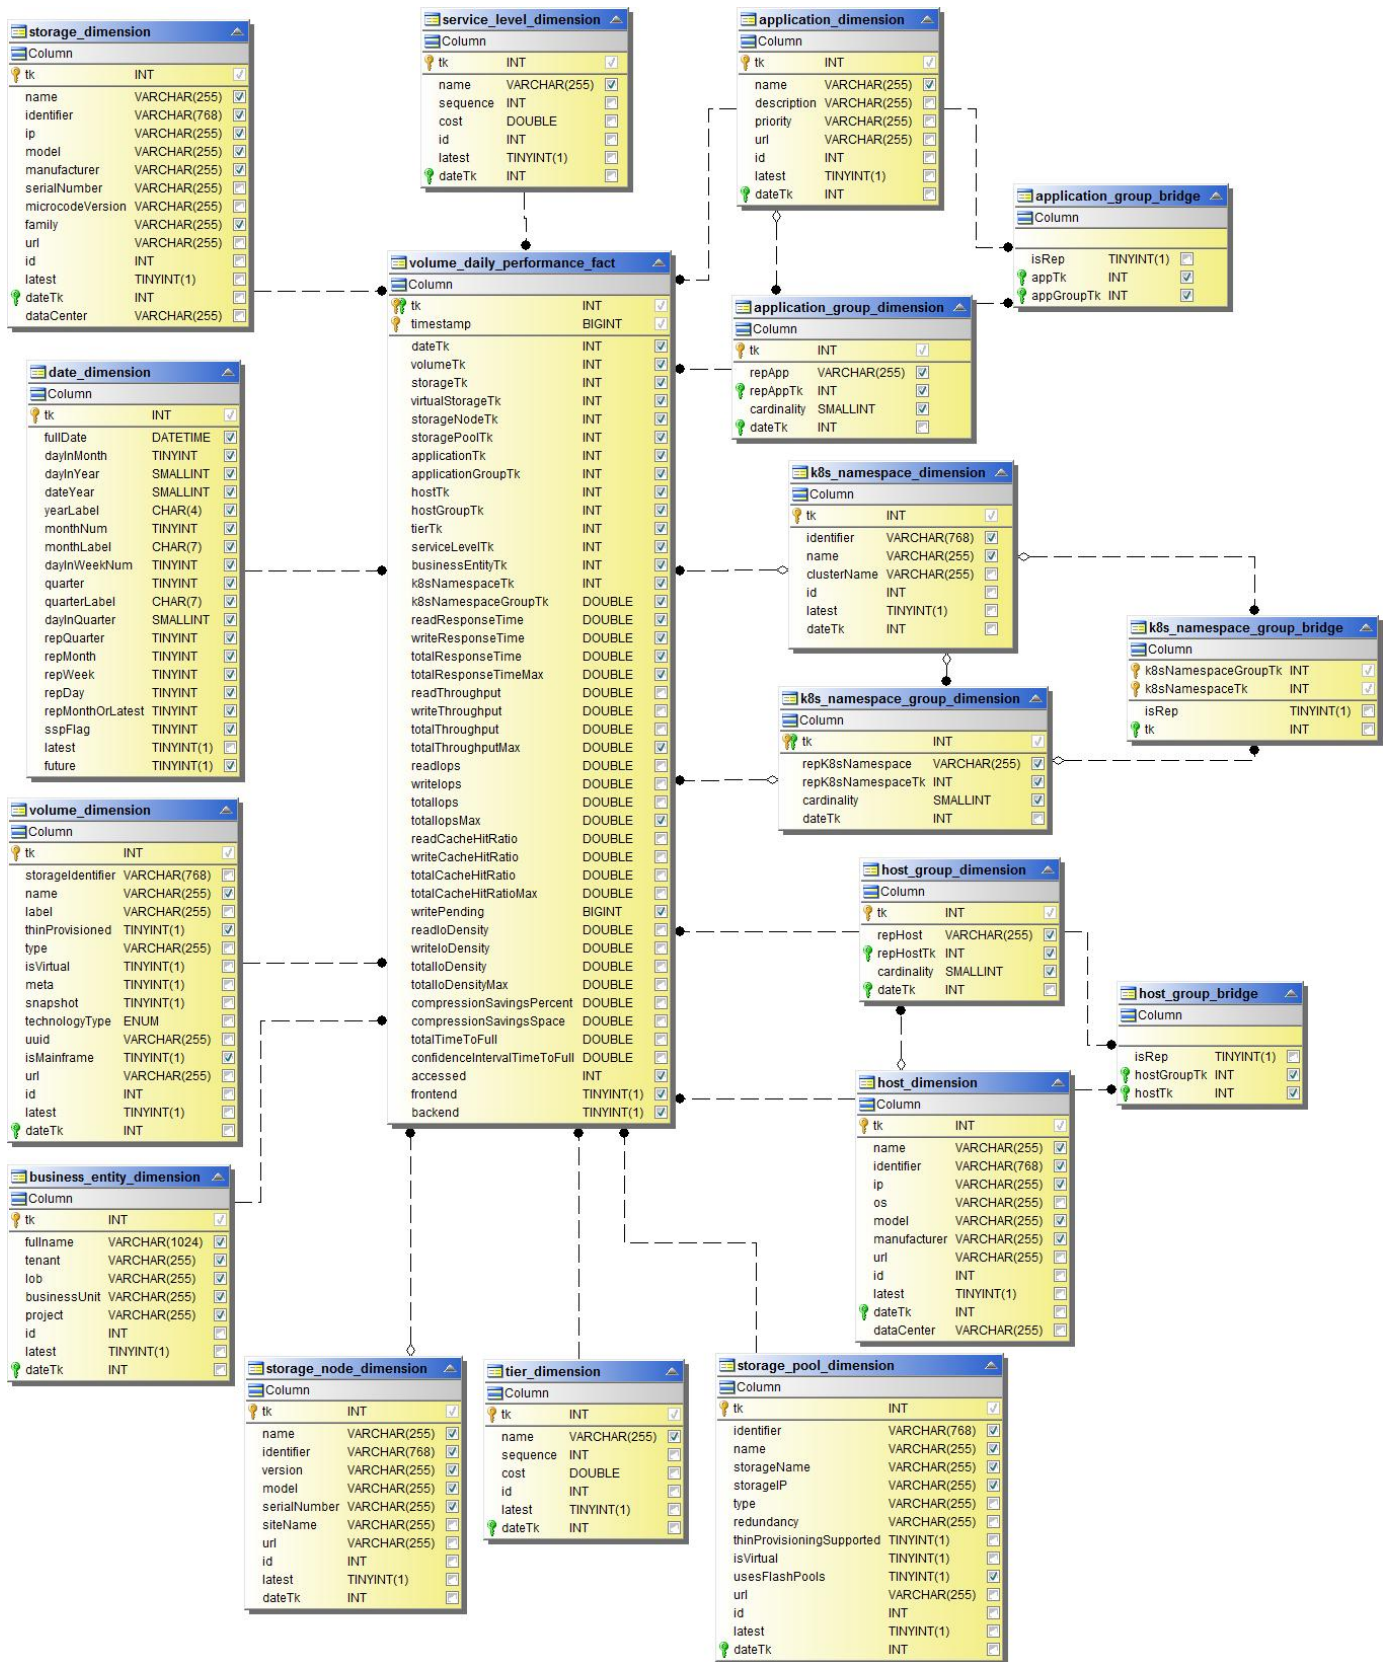 storage_dimension
Column
tk INT
name VARCHAR(255)
identifier VARCHAR(768)
ip VARCHAR(255)
model VARCHAR(255)
manufacturer VARCHAR(255)
serialNumber VARCHAR(255)
microcodeVersion VARCHAR(255)
family VARCHAR(255)
url VARCHAR(255)
id INT
latest TINYINT(1)
dateTk INT
dataCenter VARCHAR(255)
service_level_dimension
Column
tk INT
name VARCHAR(255)
sequence INT
cost DOUBLE
id INT
latest TINYINT(1)
dateTk INT
application_dimension
Column
tk INT
name VARCHAR(255)
description VARCHAR(255)
priority VARCHAR(255)
url VARCHAR(255)
id INT
latest TINYINT(1)
dateTk INT
application_group_bridge
Column
isRep TINYINT(1)
appTk INT
appGroupTk INT
volume_daily_performance_fact
Column
tk INT
timestamp BIGINT
dateTk INT
volumeTk INT
storageTk INT
virtualStorageTk INT
storageNodeTk INT
storagePoolTk INT
applicationTk INT
applicationGroupTk INT
hostTk INT
hostGroupTk INT
tierTk INT
serviceLevelTk INT
businessEntityTk INT
k8sNamespaceTk INT
k8sNamespaceGroupTk DOUBLE
readResponseTime DOUBLE
writeResponseTime DOUBLE
totalResponseTime DOUBLE
totalResponseTimeMax DOUBLE
readThroughput DOUBLE
writeThroughput DOUBLE
totalThroughput DOUBLE
totalThroughputMax DOUBLE
readIops DOUBLE
writeIops DOUBLE
totalIops DOUBLE
totalIopsMax DOUBLE
readCacheHitRatio DOUBLE
writeCacheHitRatio DOUBLE
totalCacheHitRatio DOUBLE
totalCacheHitRatioMax DOUBLE
writePending BIGINT
readIoDensity DOUBLE
writeIoDensity DOUBLE
totalIoDensity DOUBLE
totalIoDensityMax DOUBLE
compressionSavingsPercent DOUBLE
compressionSavingsSpace DOUBLE
totalTimeToFull DOUBLE
confidenceIntervalTimeToFull DOUBLE
accessed INT
frontend TINYINT(1)
backend TINYINT(1)
application_group_dimension
Column
tk INT
repApp VARCHAR(255)
repAppTk INT
cardinality SMALLINT
dateTk INT
date_dimension
Column
tk INT
fullDate DATETIME
dayInMonth TINYINT
dayInYear SMALLINT
dateYear SMALLINT
yearLabel CHAR(4)
monthNum TINYINT
monthLabel CHAR(7)
dayInWeekNum TINYINT
quarter TINYINT
quarterLabel CHAR(7)
dayInQuarter SMALLINT
repQuarter TINYINT
repMonth TINYINT
repWeek TINYINT
repDay TINYINT
repMonthOrLatest TINYINT
sspFlag TINYINT
latest TINYINT(1)
future TINYINT(1)
k8s_namespace_dimension
Column
tk INT
identifier VARCHAR(768)
name VARCHAR(255)
clusterName VARCHAR(255)
id INT
latest TINYINT(1)
dateTk INT
k8s_namespace_group_bridge
Column
k8sNamespaceGroupTk INT
k8sNamespaceTk INT
isRep TINYINT(1)
tk INT
k8s_namespace_group_dimension
Column
tk INT
repK8sNamespace VARCHAR(255)
repK8sNamespaceTk INT
cardinality SMALLINT
dateTk INT
volume_dimension
Column
tk INT
storageIdentifier VARCHAR(768)
name VARCHAR(255)
label VARCHAR(255)
thinProvisioned TINYINT(1)
type VARCHAR(255)
isVirtual TINYINT(1)
meta TINYINT(1)
snapshot TINYINT(1)
technologyType ENUM
uuid VARCHAR(255)
isMainframe TINYINT(1)
url VARCHAR(255)
id INT
latest TINYINT(1)
dateTk INT
host_group_dimension
Column
tk INT
repHost VARCHAR(255)
repHostTk INT
cardinality SMALLINT
dateTk INT
host_group_bridge
Column
isRep TINYINT(1)
hostGroupTk INT
hostTk INT
host_dimension
Column
tk INT
name VARCHAR(255)
identifier VARCHAR(768)
ip VARCHAR(255)
os VARCHAR(255)
model VARCHAR(255)
manufacturer VARCHAR(255)
url VARCHAR(255)
id INT
latest TINYINT(1)
dateTk INT
dataCenter VARCHAR(255)
business_entity_dimension
Column
tk INT
fullname VARCHAR(1024)
tenant VARCHAR(255)
lob VARCHAR(255)
businessUnit VARCHAR(255)
project VARCHAR(255)
id INT
latest TINYINT(1)
dateTk INT
storage_node_dimension
Column
tk INT
name VARCHAR(255)
identifier VARCHAR(768)
version VARCHAR(255)
model VARCHAR(255)
serialNumber VARCHAR(255)
siteName VARCHAR(255)
url VARCHAR(255)
id INT
latest TINYINT(1)
dateTk INT
tier_dimension
Column
tk INT
name VARCHAR(255)
sequence INT
cost DOUBLE
id INT
latest TINYINT(1)
dateTk INT
storage_pool_dimension
Column
tk INT
identifier VARCHAR(768)
name VARCHAR(255)
storageName VARCHAR(255)
storageIP VARCHAR(255)
type VARCHAR(255)
redundancy VARCHAR(255)
thinProvisioningSupported TINYINT(1)
isVirtual TINYINT(1)
usesFlashPools TINYINT(1)
url VARCHAR(255)
id INT
latest TINYINT(1)
dateTk INT